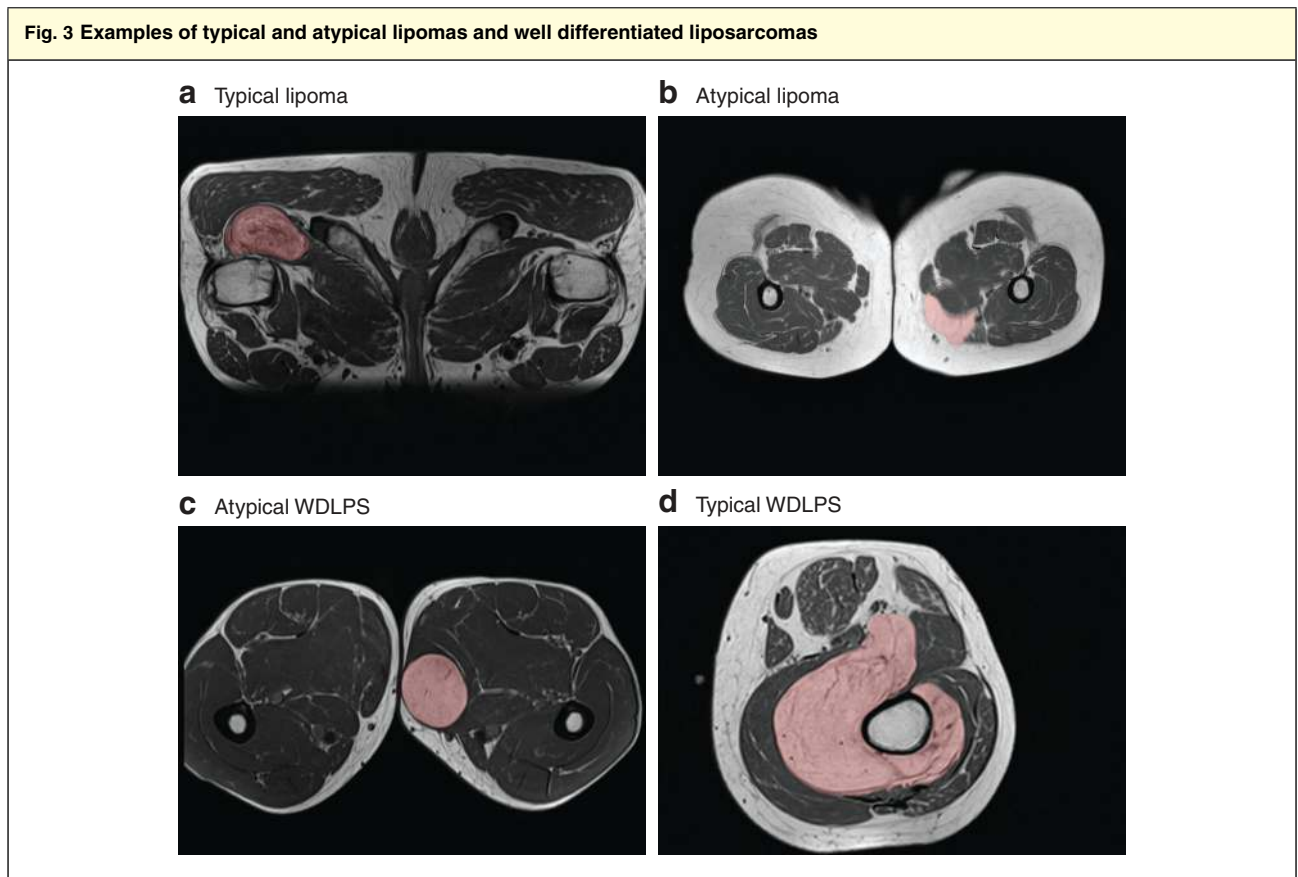 Fig. 3 Examples of typical and atypical lipomas and well differentiated liposarcomas
a Typical lipoma
b Atypical lipoma
c Atypical WDLPS
d Typical WDLPS